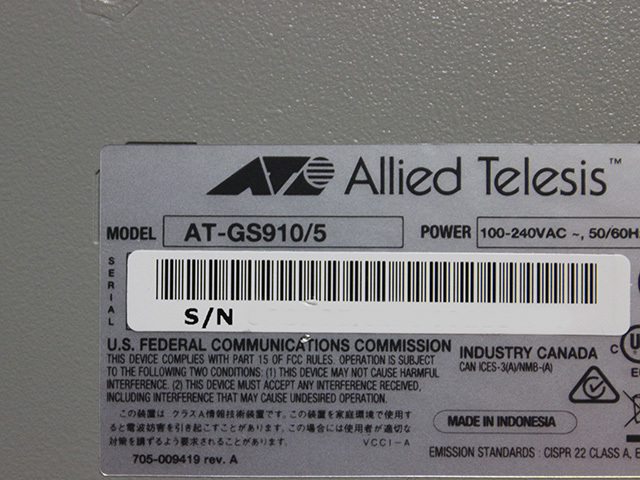 Allied Telesis™
MODEL AT-GS910/5 POWER 100-240VAC ~, 50/60H
SERIAL
S/N
U.S. FEDERAL COMMUNICATIONS COMMISSION
THIS DEVICE COMPLIES WITH PART 15 OF FCC RULES. OPERATION IS SUBJECT
TO THE FOLLOWING TWO CONDITIONS: (1) THIS DEVICE MAY NOT CAUSE HARMFUL
INTERFERENCE. (2) THIS DEVICE MUST ACCEPT ANY INTERFERENCE RECEIVED,
INCLUDING INTERFERENCE THAT MAY CAUSE UNDESIRED OPERATION.
INDUSTRY CANADA
CAN ICES-3(A)/NMB-(A)
この装置は クラスA情報技術装置です。この装置を家庭環境で使用す
ると電波妨害を引き起こすことがあります。この場合には使用者が適切な
対策を講ずるよう要求されることがあります。 VCCI-A
MADE IN INDONESIA
EMISSION STANDARDS : CISPR 22 CLASS A, E
705-009419 rev. A